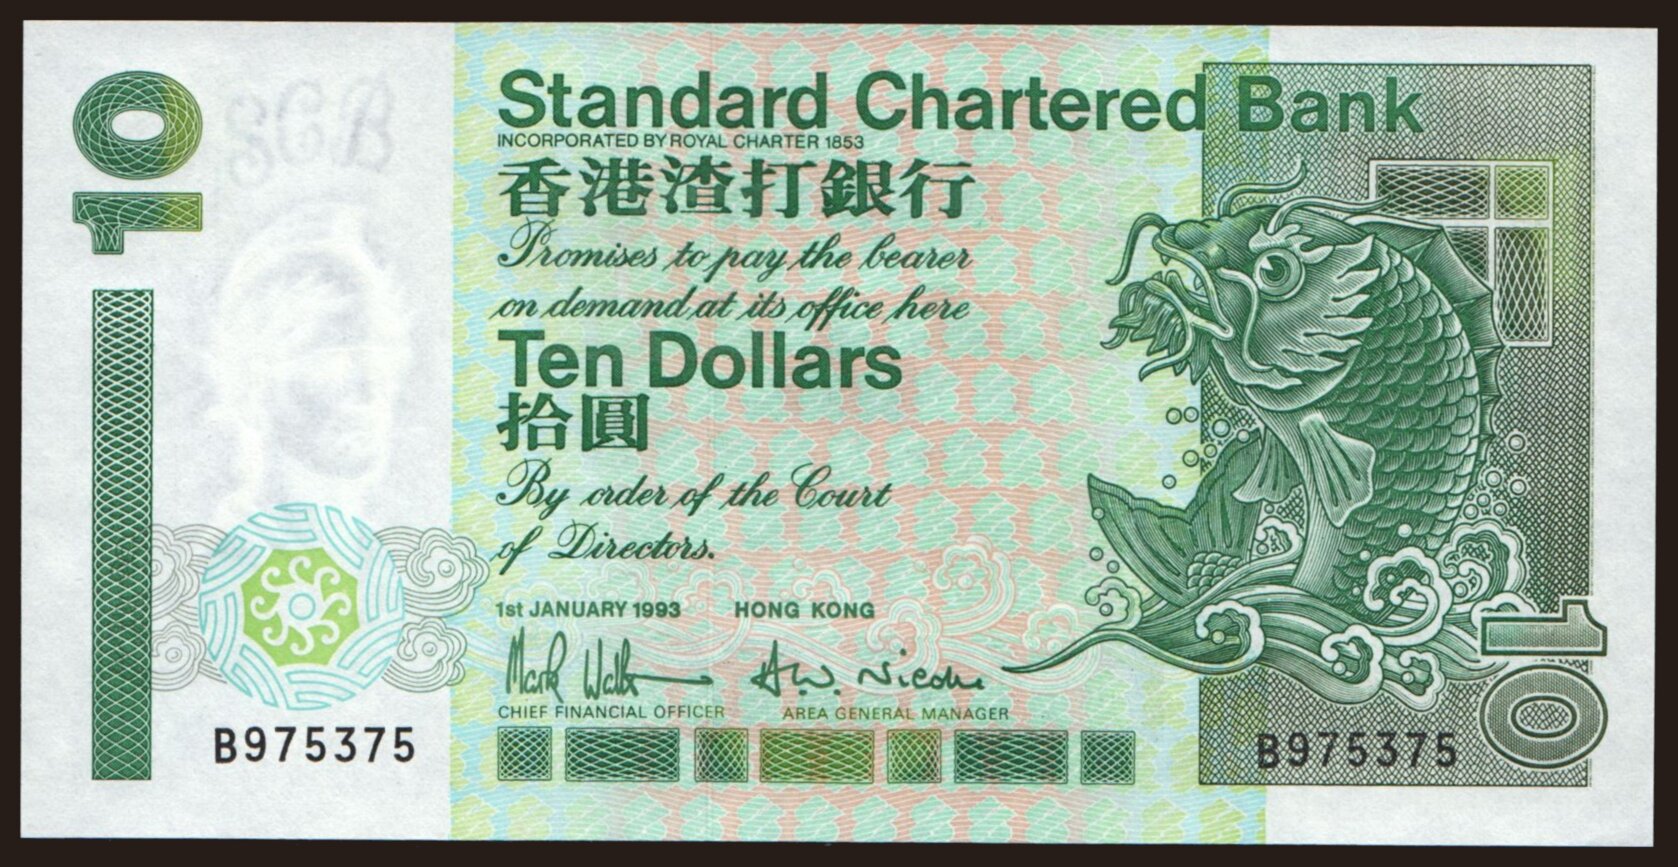 10
SCB
Standard Chartered Bank
INCORPORATED BY ROYAL CHARTER 1853
香港渣打銀行
Promises to pay the bearer
on demand at its office here
Ten Dollars
拾圓
By order of the Court
of Directors.
1st JANUARY 1993 HONG KONG
Mark
CHIEF FINANCIAL OFFICER AREA GENERAL MANAGER
B975375
B975375
10